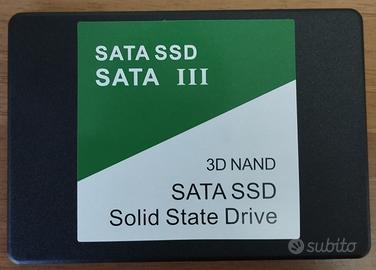 SATA SSD
SATA III
3D NAND
SATA SSD
Solid State Drive
subito